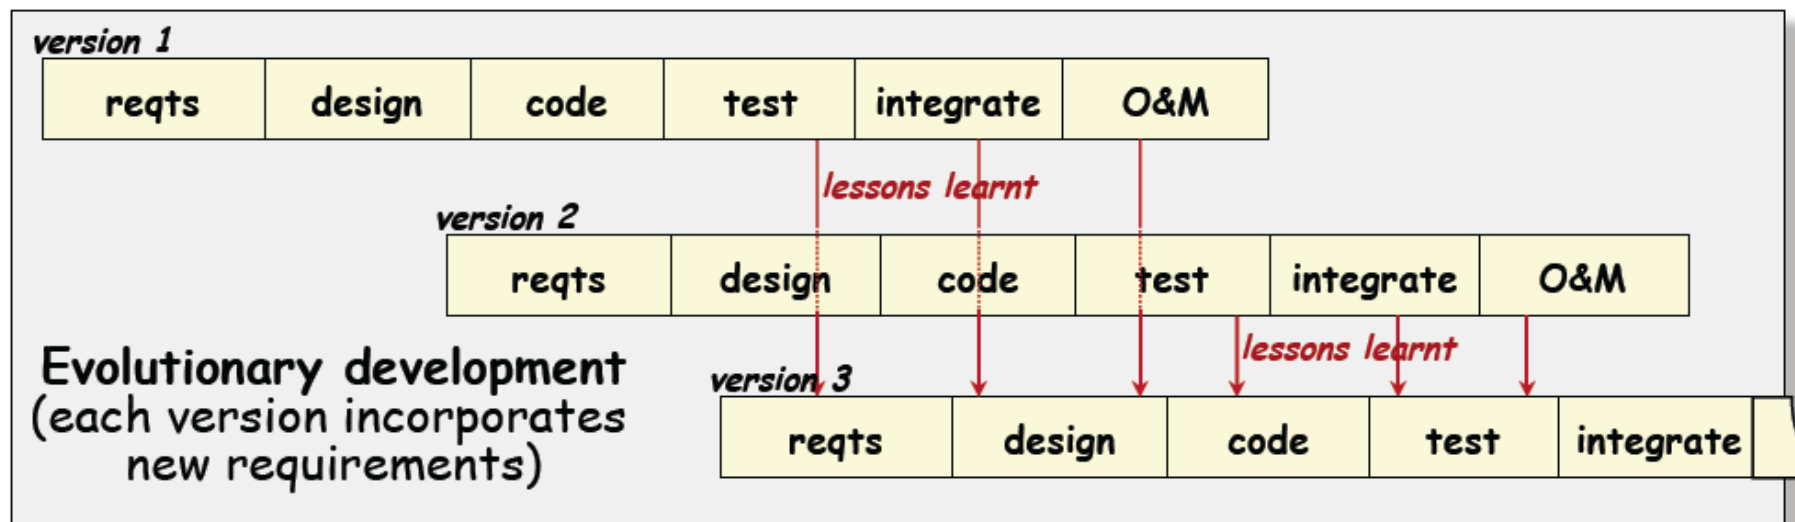 version 1
reqts design code test integrate O&M
lessons learnt
version 2
reqts design code test integrate O&M
lessons learnt
Evolutionary development
(each version incorporates
new requirements)
version 3
reqts design code test integrate